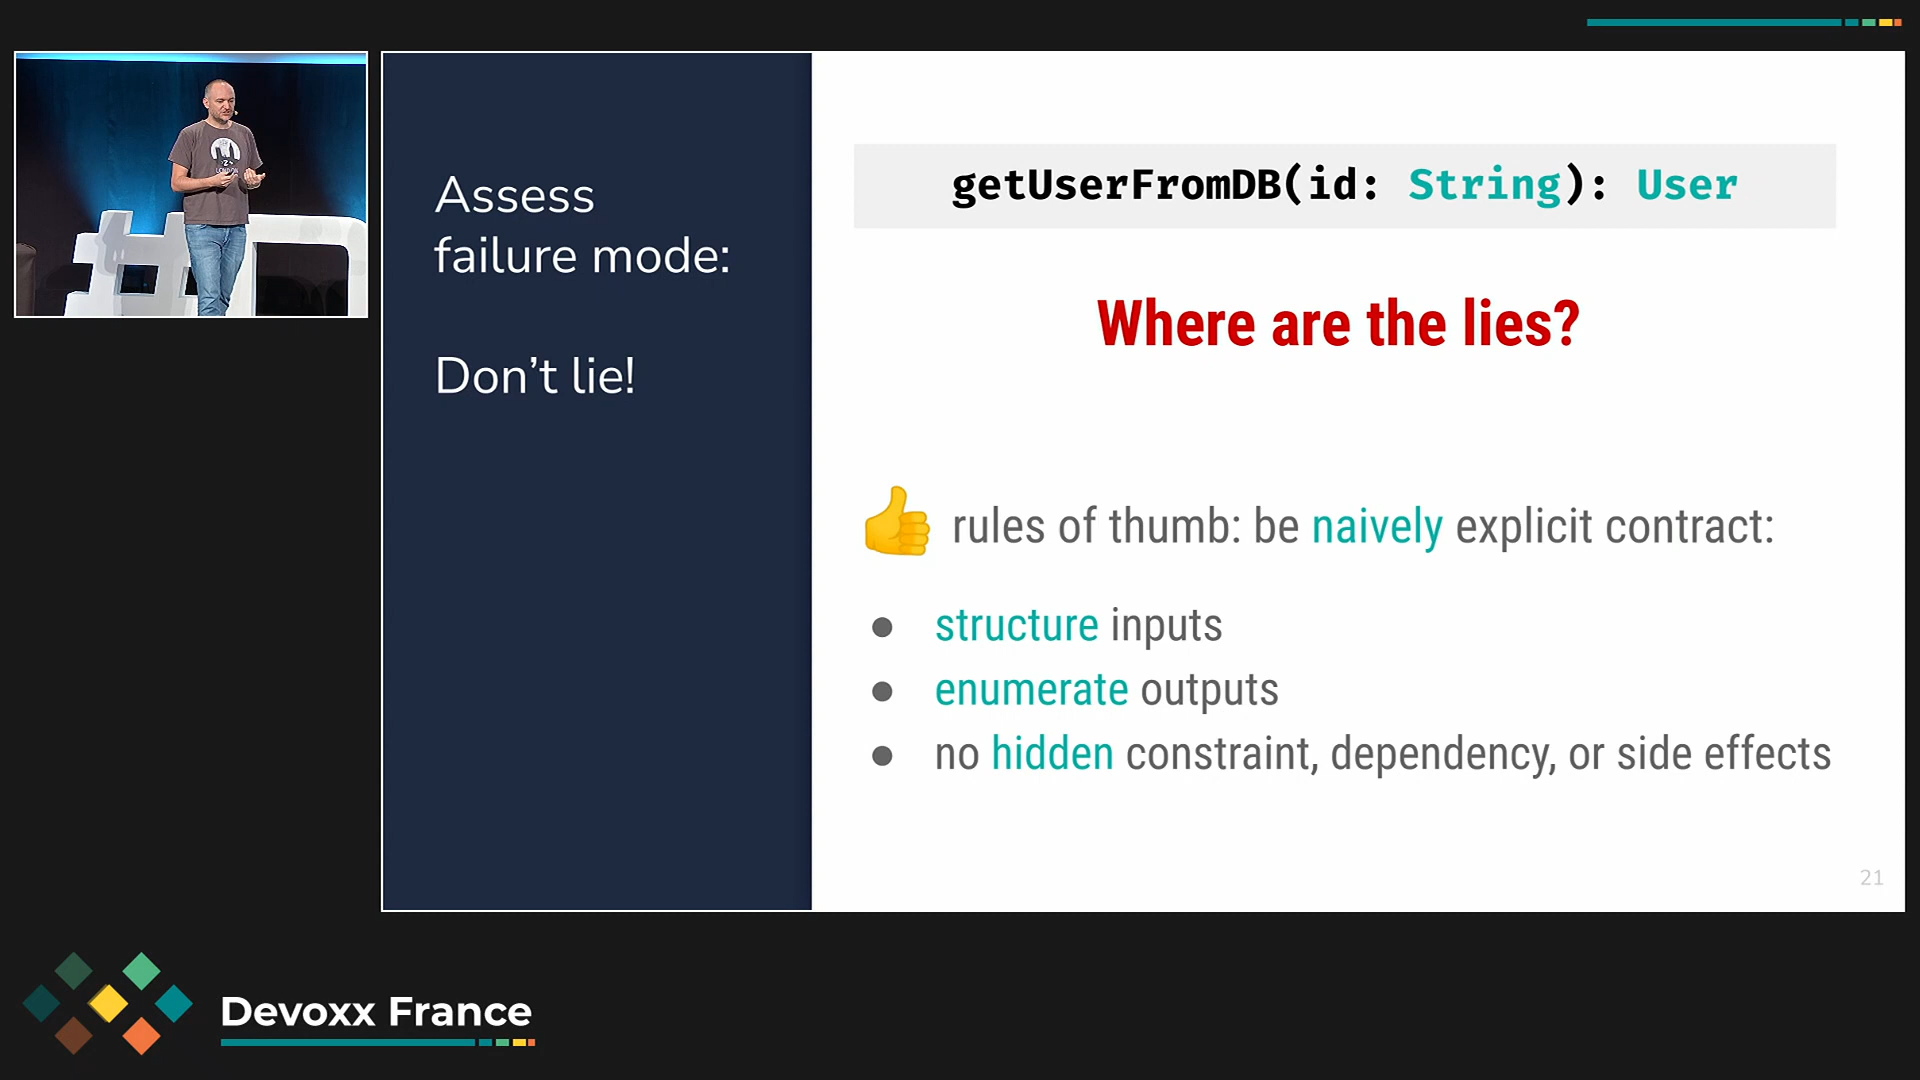 Assess
failure mode:
Don’t lie!
getUserFromDB(id: String): User
Where are the lies?
👍 rules of thumb: be naively explicit contract:
● structure inputs
● enumerate outputs
● no hidden constraint, dependency, or side effects
21
Devoxx France